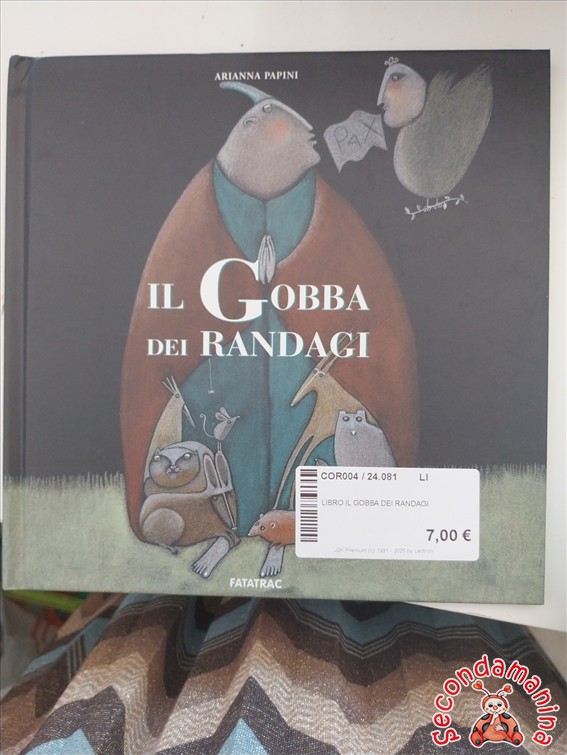 ARIANNA PAPINI
PAX
IL GOBBA
DEI RANDAGI
COR004 / 24.081 LI
LIBRO IL GOBBA DEI RANDAGI
7,00 €
FATATRAC
Secondamanina